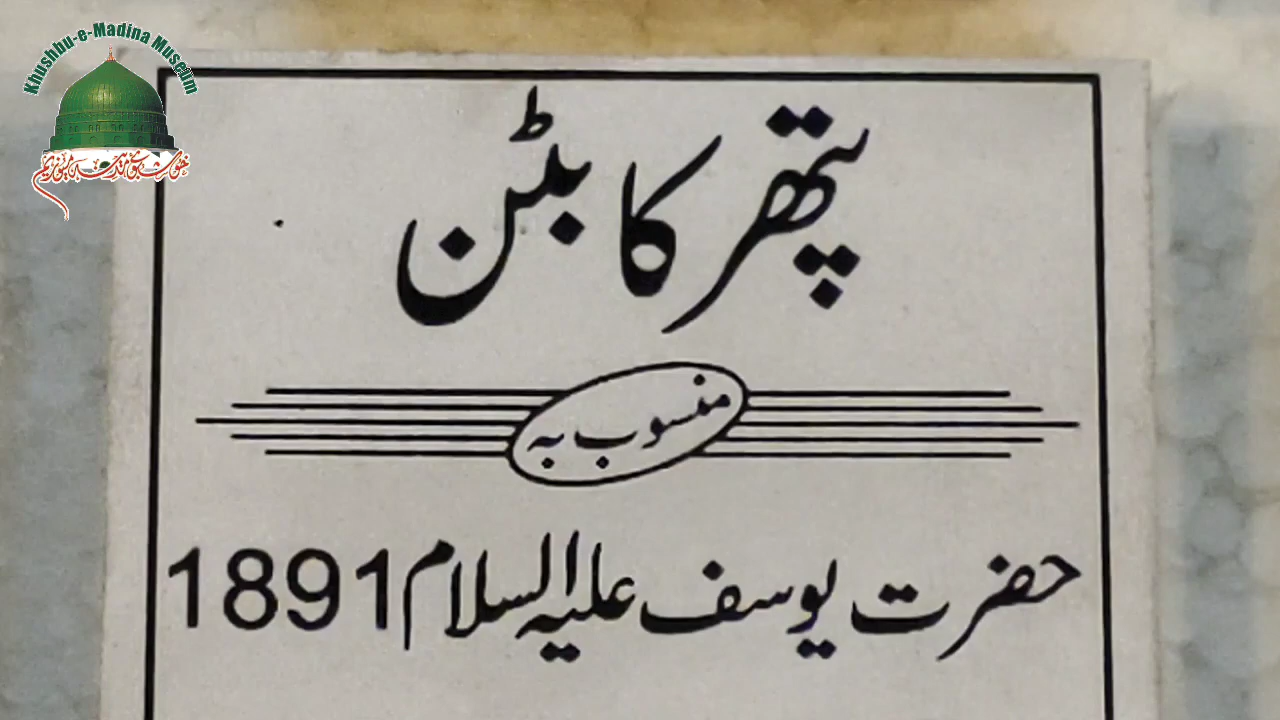 Khushbu-e-Madina Museum
پتھر کا بٹن
منسوب بہ
حضرت یوسف علیہ السلام 1891